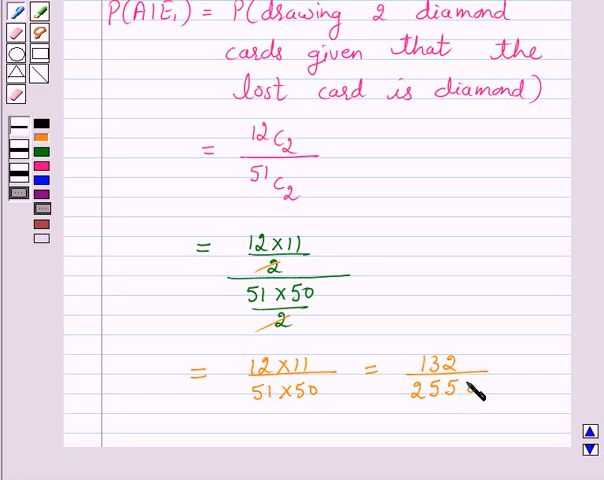 P(A|E₁) = P(drawing 2 diamond
cards given that the
lost card is diamond)
= ¹²C₂
⁵¹C₂
= 12×11
2
51×50
2
= 12×11 = 132
51×50 255